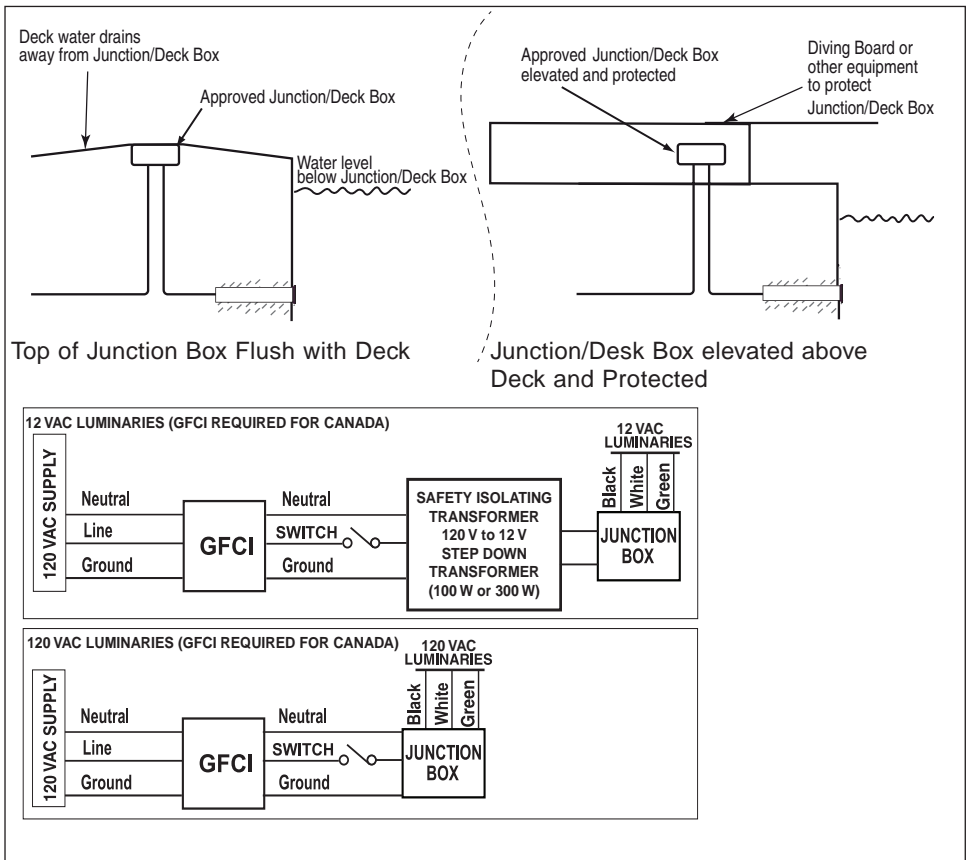 Deck water drains
away from Junction/Deck Box
Approved Junction/Deck Box
Water level
below Junction/Deck Box
Top of Junction Box Flush with Deck
Approved Junction/Deck Box
elevated and protected
Diving Board or
other equipment
to protect
Junction/Deck Box
Junction/Desk Box elevated above
Deck and Protected
12 VAC LUMINARIES (GFCI REQUIRED FOR CANADA)
120 VAC SUPPLY
Neutral
Line
Ground
GFCI
Neutral
SWITCH
Ground
SAFETY ISOLATING
TRANSFORMER
120 V to 12 V
STEP DOWN
TRANSFORMER
(100 W or 300 W)
12 VAC
LUMINARIES
Black
White
Green
JUNCTION
BOX
120 VAC LUMINARIES (GFCI REQUIRED FOR CANADA)
120 VAC SUPPLY
Neutral
Line
Ground
GFCI
Neutral
SWITCH
Ground
120 VAC
LUMINARIES
Black
White
Green
JUNCTION
BOX